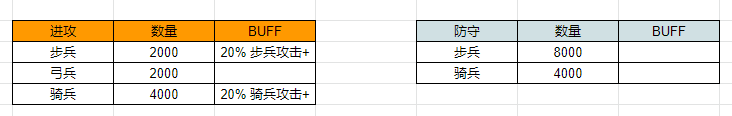 进攻 数量 BUFF 防守 数量 BUFF
步兵 2000 20% 步兵攻击+ 步兵 8000
弓兵 2000 骑兵 4000
骑兵 4000 20% 骑兵攻击+